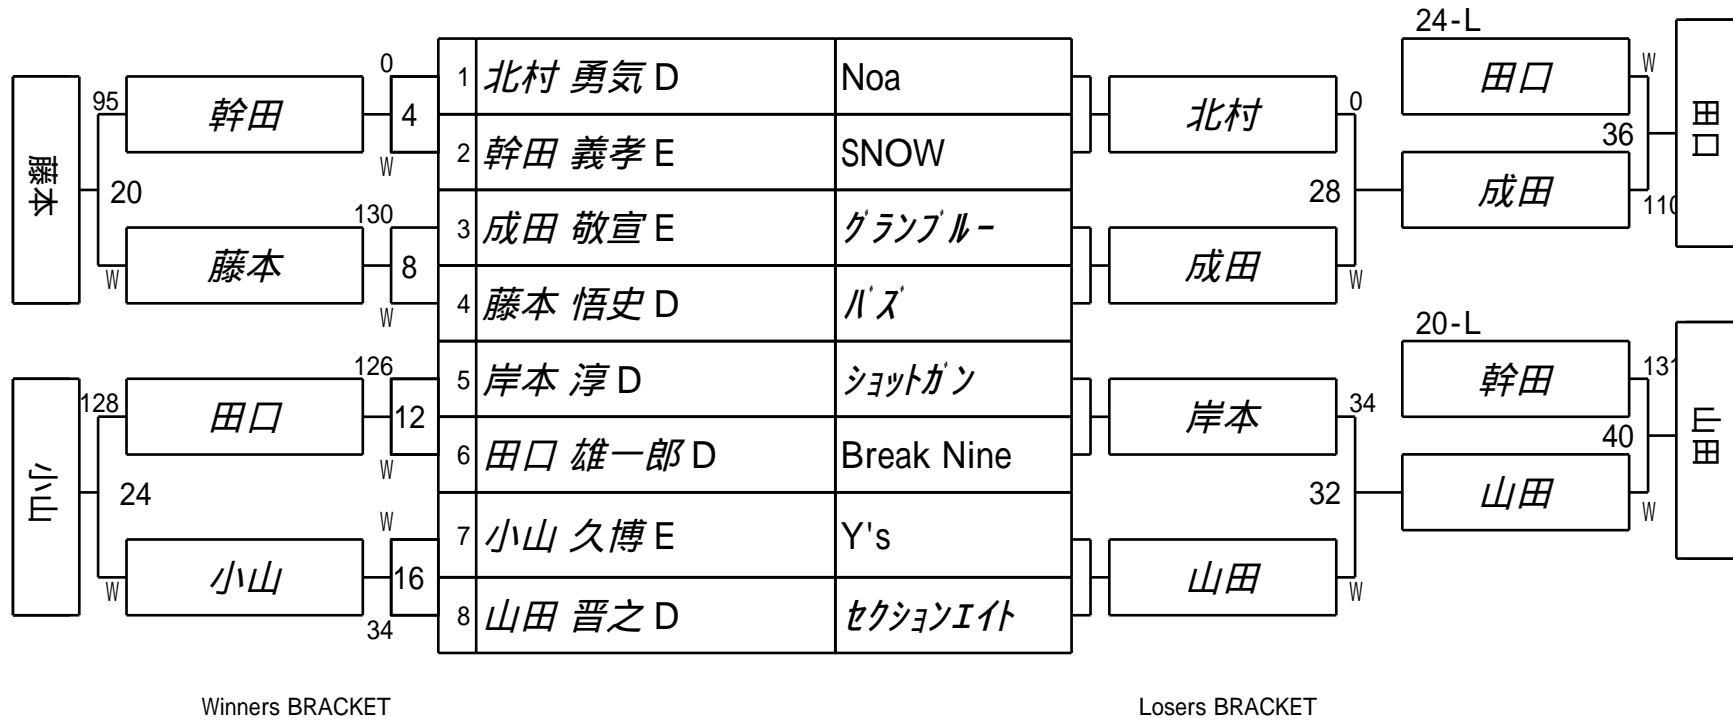 24-L
0
1 北村 勇気 D Noa
田口
W
95
幹田
4
北村
0
田口
W
2 幹田 義孝 E SNOW
36
藤本
20
28
成田
110
130
3 成田 敬宣 E グランブルー
W
藤本
8
成田
W
W
4 藤本 悟史 D バズ
20-L
126
5 岸本 淳 D ショットガン
幹田
131
128
田口
12
岸本
34
山田
W
6 田口 雄一郎 D Break Nine
40
小山
24
32
山田
W
W
7 小山 久博 E Y's
W
小山
16
山田
W
34
8 山田 晋之 D セクションエイト
Winners BRACKET
Losers BRACKET